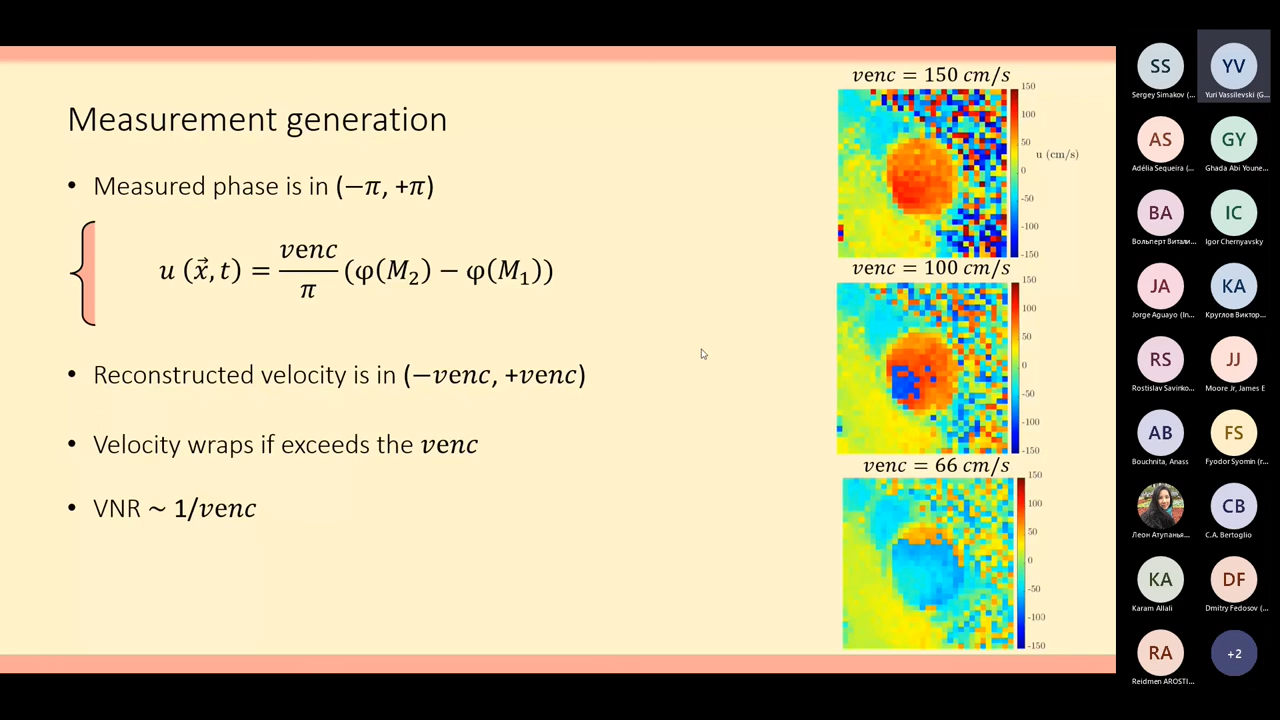 Measurement generation
• Measured phase is in (−π, +π)
u (x⃗, t) = venc/π (φ(M₂) − φ(M₁))
• Reconstructed velocity is in (−venc, +venc)
• Velocity wraps if exceeds the venc
• VNR ~ 1/venc
venc = 150 cm/s
150
100
50
u (cm/s)
0
-50
-100
-150
venc = 100 cm/s
150
100
50
0
-50
-100
-150
venc = 66 cm/s
150
100
50
0
-50
-100
-150
SS YV
Sergey Simakov (... Yuri Vassilevski (G...
AS GY
Adélia Sequeira (... Ghada Abi Youne...
BA IC
Вольперт Витали... Igor Chernyavsky
JA КА
Jorge Aguayo (In... Круглов Виктор...
RS JJ
Rostislav Savinko... Moore Jr, James E
AB FS
Bouchnita, Anass Fyodor Syomin (r...
CB
Леон Атупанья... C.A. Bertoglio
KA DF
Karam Allali Dmitry Fedosov (...
RA +2
Reidmen AROSTI...